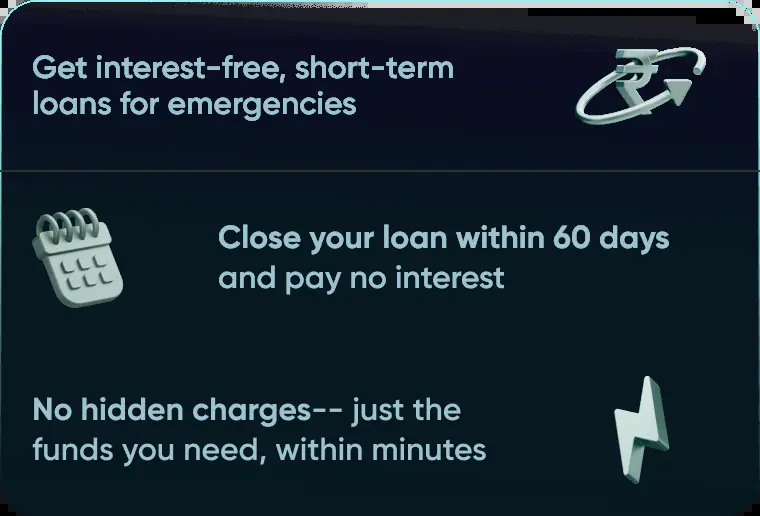 Get interest-free, short-term
loans for emergencies
Close your loan within 60 days
and pay no interest
No hidden charges-- just the
funds you need, within minutes